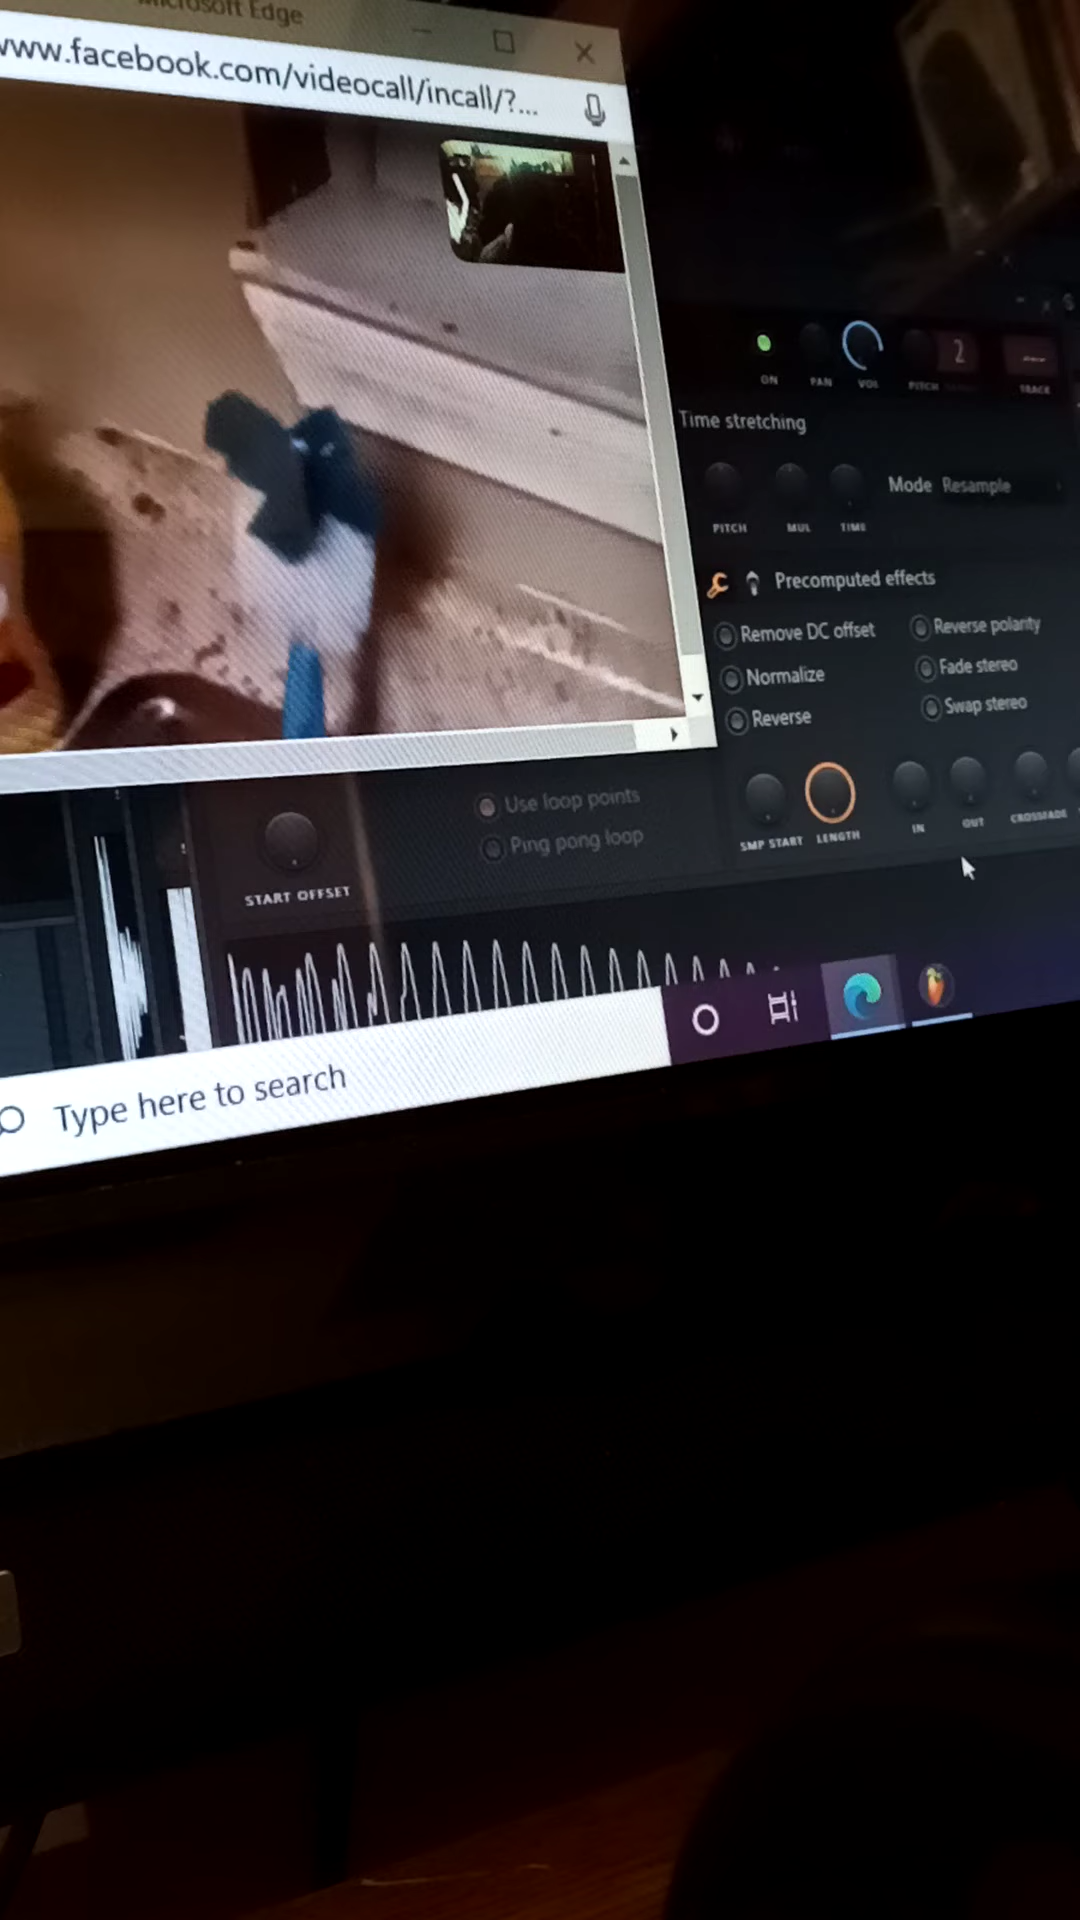 Microsoft Edge
www.facebook.com/videocall/incall/?...
2
ON PAN VOL PITCH TRACK
Time stretching
Mode Resample
PITCH MUL TIME
Precomputed effects
Remove DC offset Reverse polarity
Normalize Fade stereo
Reverse Swap stereo
Use loop points
Ping pong loop
SMP START LENGTH IN OUT CROSSFADE
START OFFSET
Type here to search